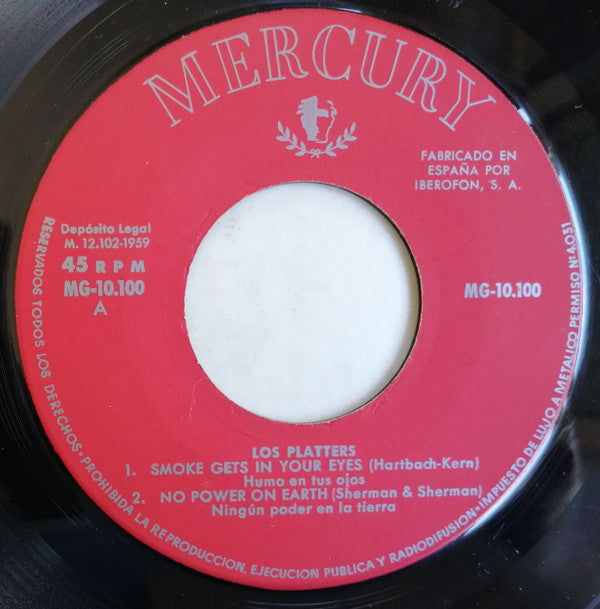 MERCURY
FABRICADO EN
ESPAÑA POR
IBEROFON, S. A.
Depósito Legal
M. 12.102-1959
45 RPM
MG-10.100
A
MG-10.100
LOS PLATTERS
1. SMOKE GETS IN YOUR EYES (Hartbach-Kern)
Humo en tus ojos
2. NO POWER ON EARTH (Sherman & Sherman)
Ningún poder en la tierra
RESERVADOS TODOS LOS DERECHOS·PROHIBIDA LA REPRODUCCION, EJECUCION PUBLICA Y RADIODIFUSION·IMPUESTO DE LUJO A METALICO PERMISO Nº 4.051